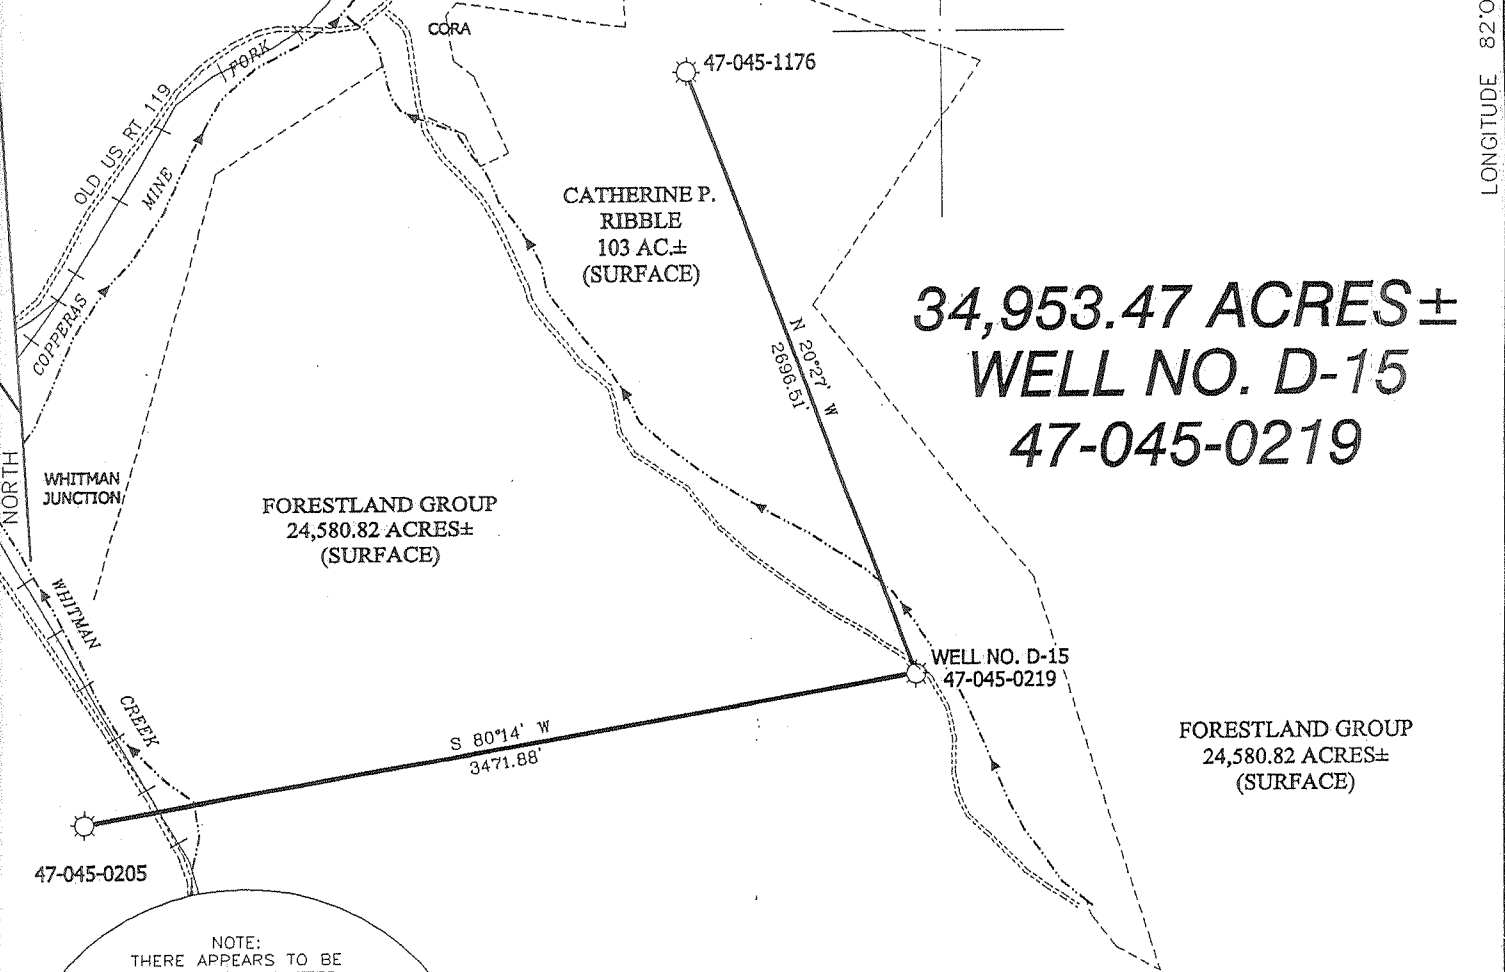 CORA
47-045-1176
LONGITUDE 82°0
FORK
OLD US RT 119
MINE
COPPERAS
CATHERINE P.
RIBBLE
103 AC.±
(SURFACE)
34,953.47 ACRES±
WELL NO. D-15
47-045-0219
N 20°27' W
2696.51'
NORTH
WHITMAN
JUNCTION
FORESTLAND GROUP
24,580.82 ACRES±
(SURFACE)
WHITMAN
CREEK
WELL NO. D-15
47-045-0219
S 80°14' W
3471.88'
FORESTLAND GROUP
24,580.82 ACRES±
(SURFACE)
47-045-0205
NOTE:
THERE APPEARS TO BE